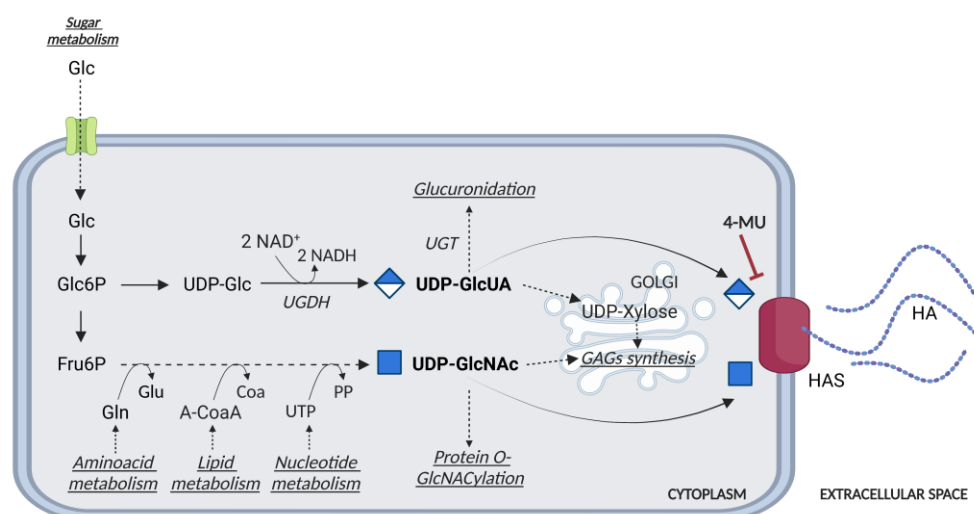 Sugar
metabolism
Glc
Glc
Glucuronidation
4-MU
2 NAD⁺
2 NADH
UGT
Glc6P
UDP-Glc
UGDH
UDP-GlcUA
GOLGI
UDP-Xylose
HA
Fru6P
UDP-GlcNAc
GAGs synthesis
HAS
Glu
Coa
PP
Gln
A-CoaA
UTP
Aminoacid
metabolism
Lipid
metabolism
Nucleotide
metabolism
Protein O-
GlcNACylation
CYTOPLASM
EXTRACELLULAR SPACE